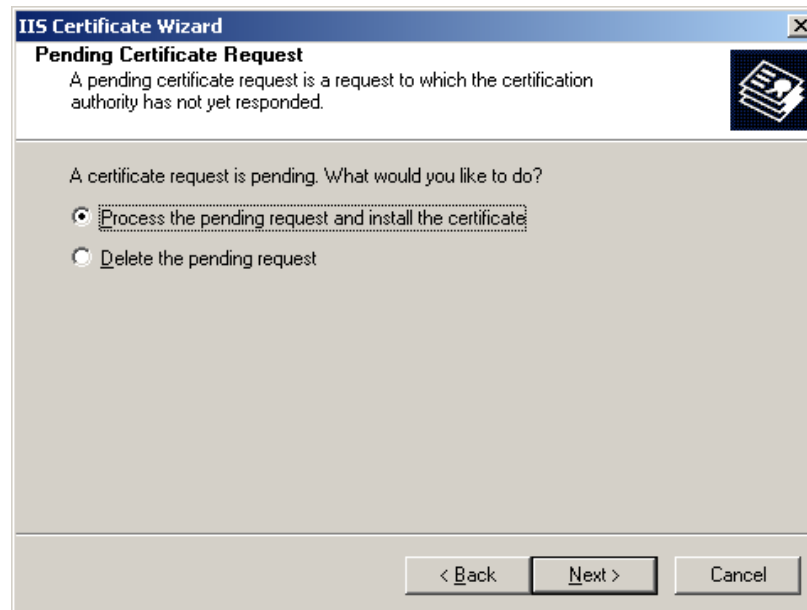 IIS Certificate Wizard
Pending Certificate Request
A pending certificate request is a request to which the certification
authority has not yet responded.
A certificate request is pending. What would you like to do?
Process the pending request and install the certificate
Delete the pending request
< Back
Next >
Cancel